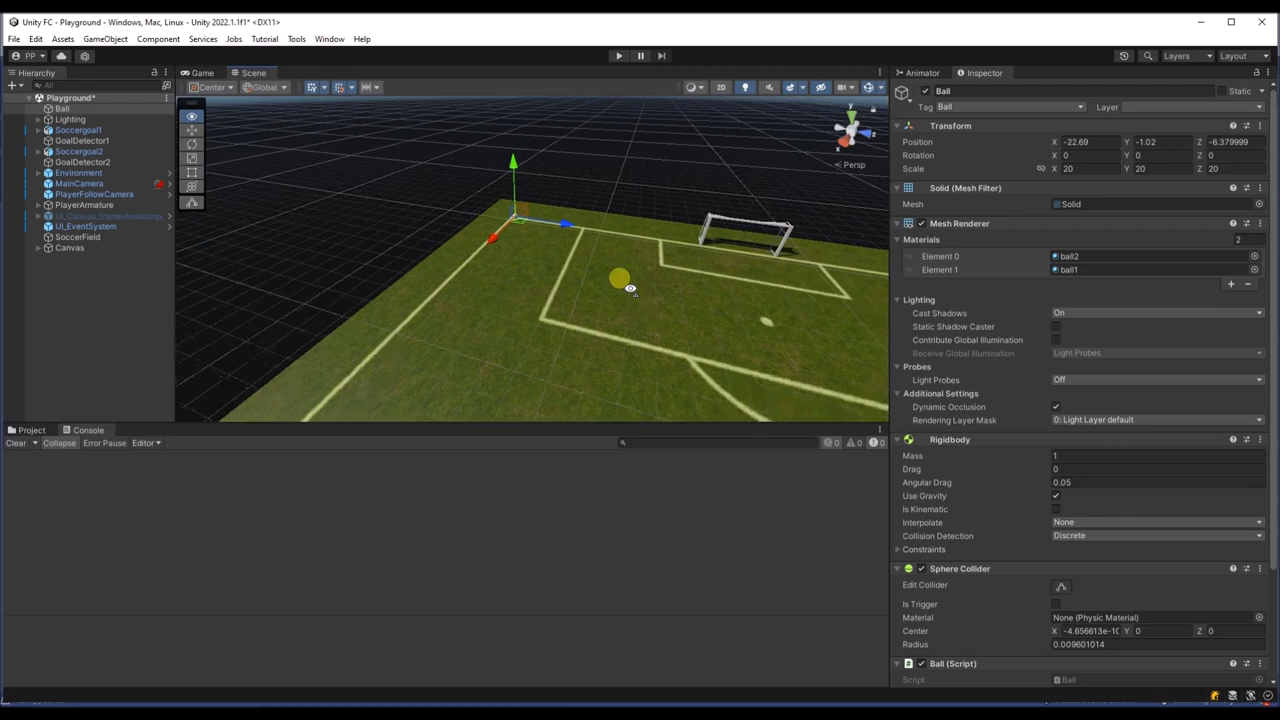 Unity FC - Playground - Windows, Mac, Linux - Unity 2022.1.1f1* <DX11>
File Edit Assets GameObject Component Services Jobs Tutorial Tools Window Help
PP Layers Layout
Hierarchy Game Scene Animator Inspector
All Center Global 2D
Playground*
Ball
Lighting
Soccergoal1
GoalDetector1
Soccergoal2
GoalDetector2
Environment
MainCamera
PlayerFollowCamera
PlayerArmature
UI_Canvas_StarterAssetsInpu
UI_EventSystem
SoccerField
Canvas
y
z
x
Persp
Ball Static
Tag Ball Layer
Transform
Position X -22.69 Y -1.02 Z -6.379999
Rotation X 0 Y 0 Z 0
Scale X 20 Y 20 Z 20
Solid (Mesh Filter)
Mesh Solid
Mesh Renderer
Materials 2
Element 0 ball2
Element 1 ball1
Lighting
Cast Shadows On
Static Shadow Caster
Contribute Global Illumination
Receive Global Illumination Light Probes
Probes
Light Probes Off
Additional Settings
Dynamic Occlusion
Rendering Layer Mask 0: Light Layer default
Rigidbody
Mass 1
Drag 0
Angular Drag 0.05
Use Gravity
Is Kinematic
Interpolate None
Collision Detection Discrete
Constraints
Sphere Collider
Edit Collider
Is Trigger
Material None (Physic Material)
Center X -4.656613e-10 Y 0 Z 0
Radius 0.009601014
Ball (Script)
Script Ball
Project Console
Clear Collapse Error Pause Editor 0 0 0